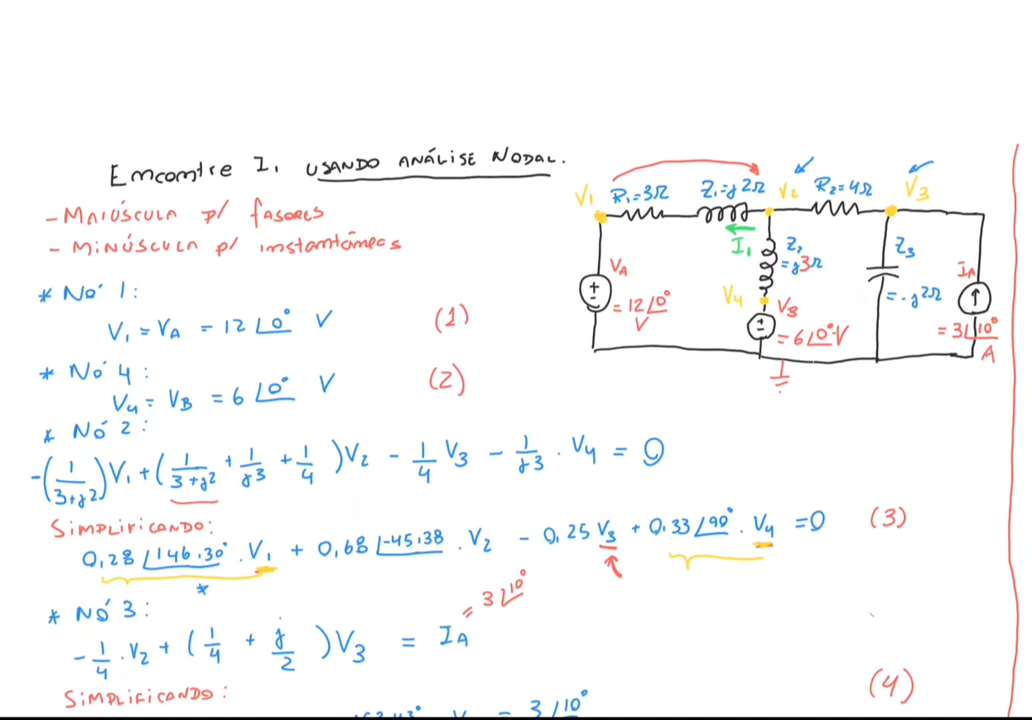 Encontre I₁ USANDO ANÁLISE NODAL.
- MAIÚSCULA p/ fasores
- MINÚSCULA p/ instantâneas
* Nó 1:
V₁ = VA = 12∠0° V (1)
* Nó 4:
V₄ = VB = 6∠0° V (2)
* Nó 2:
-(1/(3+j2))V₁ + (1/(3+j2) + 1/j3 + 1/4)V₂ - 1/4 V₃ - 1/j3 . V₄ = 0
SIMPLIFICANDO:
0,28∠146.30° . V₁ + 0,68∠-45.38 . V₂ - 0,25 V₃ + 0,33∠90° . V₄ = 0 (3)
*
* Nó 3:
= 3∠10°
-1/4 . V₂ + (1/4 + j/2)V₃ = IA
SIMPLIFICANDO: (4)
= 3∠10°
V1 R₁=3Ω Z₁=j2Ω V2 R₂=4Ω V3
I₁ Z₂ =j3Ω Z₃ =-j2Ω
VA = 12∠0° V
V4 VB = 6∠0° V
IA = 3∠10° A